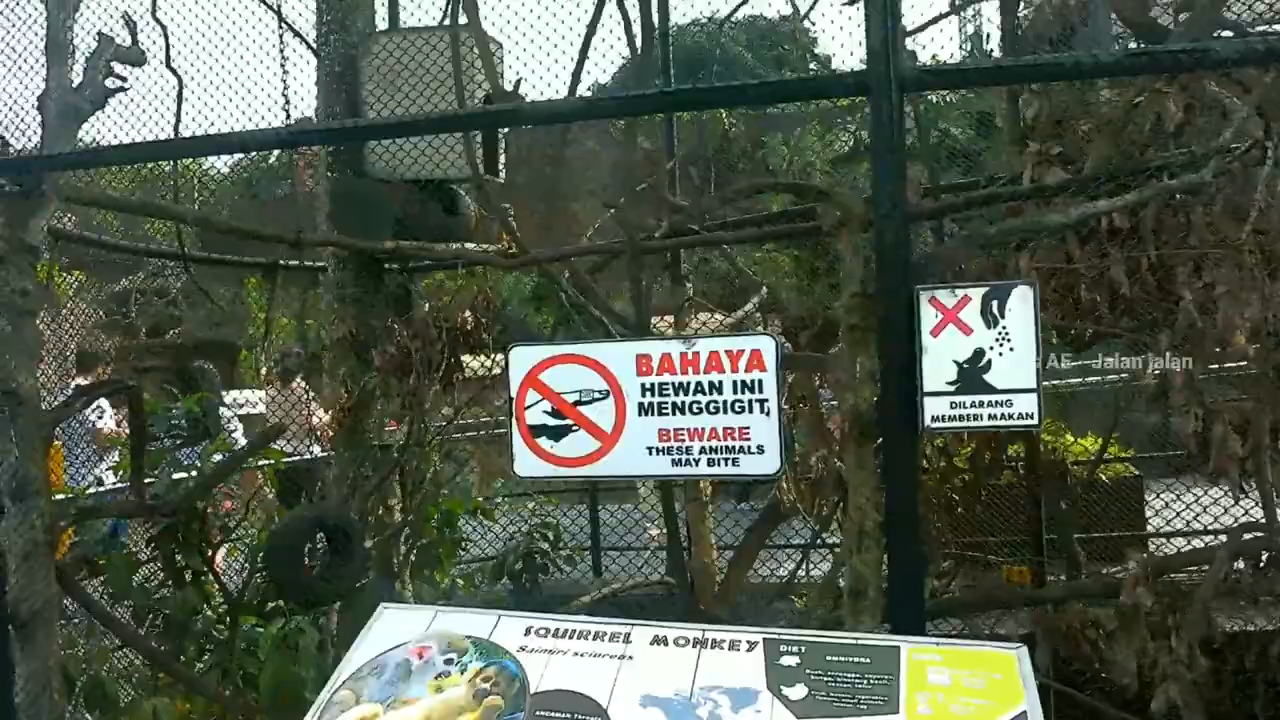 BAHAYA
HEWAN INI
MENGGIGIT
BEWARE
THESE ANIMALS
MAY BITE
DILARANG
MEMBERI MAKAN
AE - Jalan jalan
SQUIRREL MONKEY
Saimiri sciureus
DIET
OMNIVORA